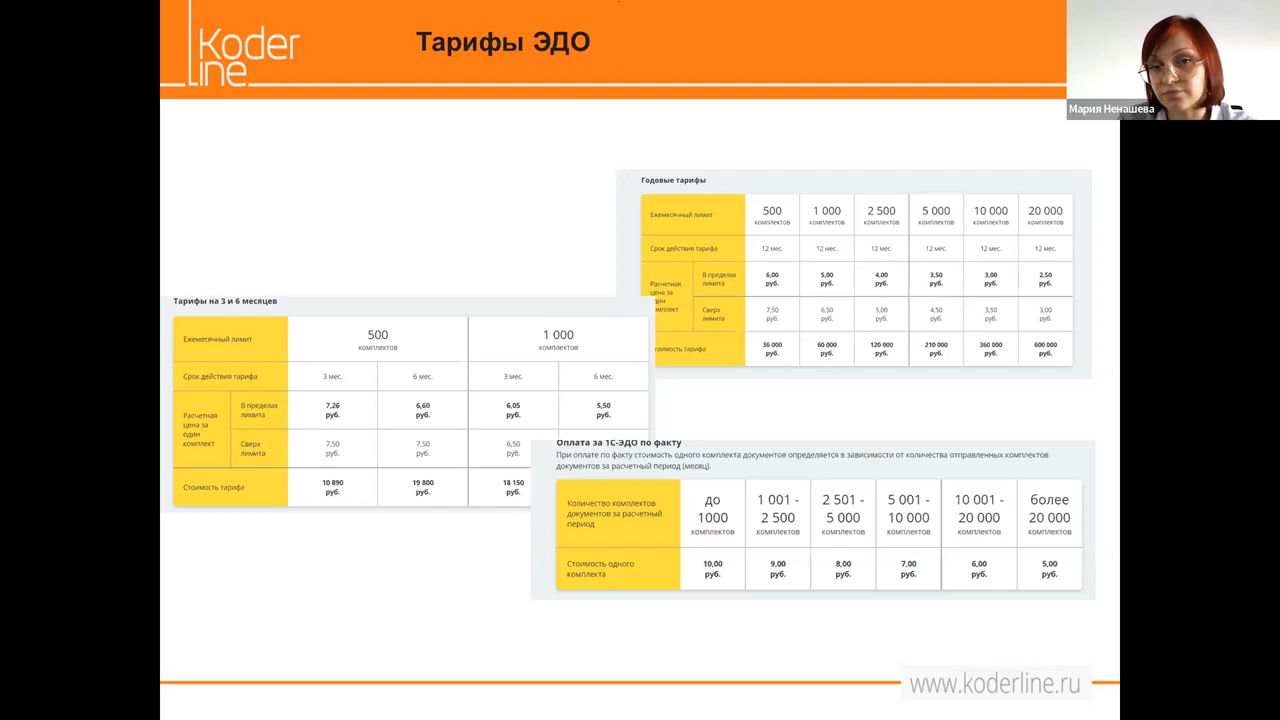 Koder
line
Тарифы ЭДО
Мария Ненашева
Годовые тарифы
Ежемесячный лимит
500 комплектов
1 000 комплектов
2 500 комплектов
5 000 комплектов
10 000 комплектов
20 000 комплектов
Срок действия тарифа
12 мес. 12 мес. 12 мес. 12 мес. 12 мес. 12 мес.
Расчетная цена за
В пределах лимита
6,00 руб. 5,00 руб. 4,00 руб. 3,50 руб. 3,00 руб. 2,50 руб.
Сверх лимита
7,50 руб. 6,50 руб. 5,00 руб. 4,50 руб. 3,50 руб. 3,00 руб.
тарифа
36 000 руб. 60 000 руб. 120 000 руб. 210 000 руб. 360 000 руб. 600 000 руб.
Тарифы на 3 и 6 месяцев
Ежемесячный лимит
500 комплектов
1 000 комплектов
Срок действия тарифа
3 мес. 6 мес. 3 мес. 6 мес.
Расчетная цена за один комплект
В пределах лимита
7,26 руб. 6,60 руб. 6,05 руб. 5,50 руб.
Сверх лимита
7,50 руб. 7,50 руб. 6,50 руб.
Стоимость тарифа
10 890 руб. 19 800 руб. 18 150 руб.
Оплата за 1С-ЭДО по факту
При оплате по факту стоимость одного комплекта документов определяется в зависимости от количества отправленных комплектов
документов за расчетный период (месяц).
Количество комплектов документов за расчетный период
до 1000 комплектов
1 001 - 2 500 комплектов
2 501 - 5 000 комплектов
5 001 - 10 000 комплектов
10 001 - 20 000 комплектов
более 20 000 комплектов
Стоимость одного комплекта
10,00 руб. 9,00 руб. 8,00 руб. 7,00 руб. 6,00 руб. 5,00 руб.
www.koderline.ru